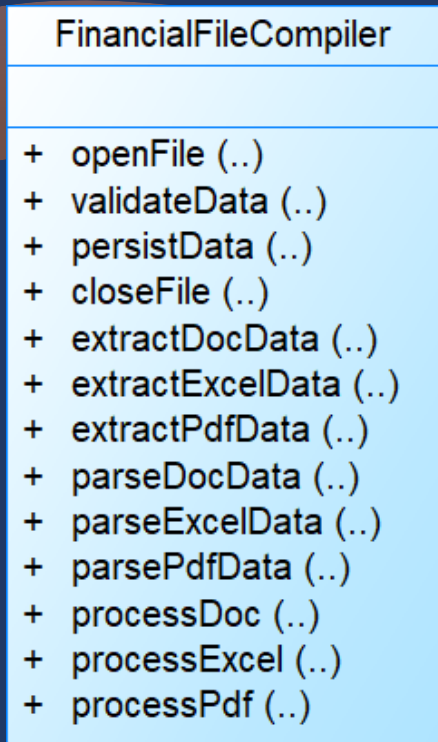 FinancialFileCompiler
+ openFile (..)
+ validateData (..)
+ persistData (..)
+ closeFile (..)
+ extractDocData (..)
+ extractExcelData (..)
+ extractPdfData (..)
+ parseDocData (..)
+ parseExcelData (..)
+ parsePdfData (..)
+ processDoc (..)
+ processExcel (..)
+ processPdf (..)